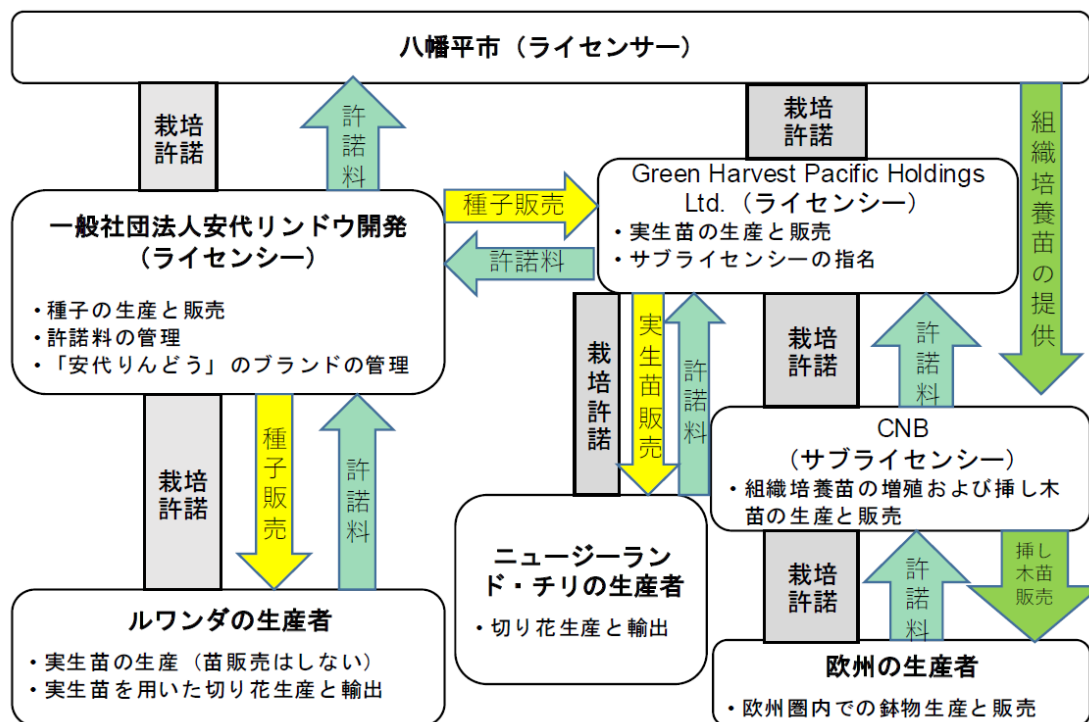 八幡平市（ライセンサー）
栽培
許諾
許諾料
栽培
許諾
組織培養苗の提供
一般社団法人安代リンドウ開発
（ライセンシー）
・種子の生産と販売
・許諾料の管理
・「安代りんどう」のブランドの管理
種子販売
許諾料
Green Harvest Pacific Holdings
Ltd.（ライセンシー）
・実生苗の生産と販売
・サブライセンシーの指名
栽培許諾
実生苗販売
許諾料
栽培
許諾
許諾料
CNB
（サブライセンシー）
・組織培養苗の増殖および挿し木
苗の生産と販売
栽培
許諾
種子販売
許諾料
ニュージーラン
ド・チリの生産者
・切り花生産と輸出
栽培
許諾
許諾料
挿し
木苗
販売
ルワンダの生産者
・実生苗の生産（苗販売はしない）
・実生苗を用いた切り花生産と輸出
欧州の生産者
・欧州圏内での鉢物生産と販売